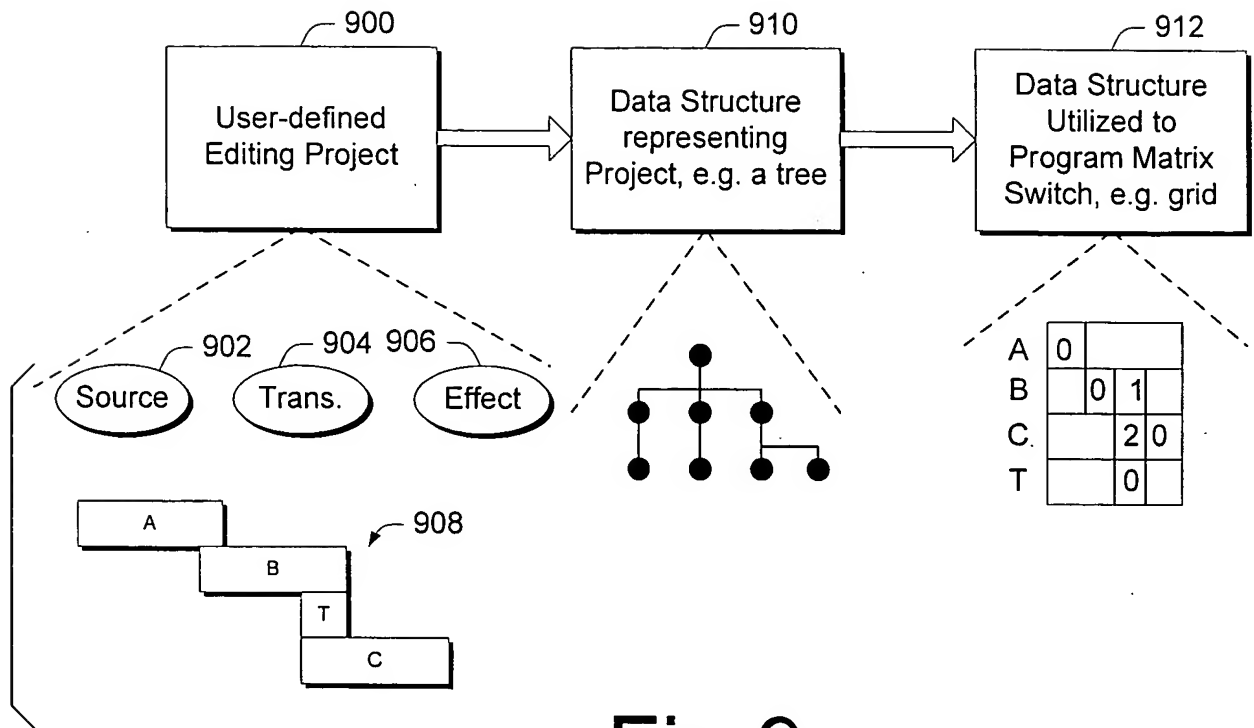 900
910
912
User-defined
Editing Project
Data Structure
representing
Project, e.g. a tree
Data Structure
Utilized to
Program Matrix
Switch, e.g. grid
902
904
906
Source
Trans.
Effect
A
B
T
C
908
A 0
B 0 1
C 2 0
T 0